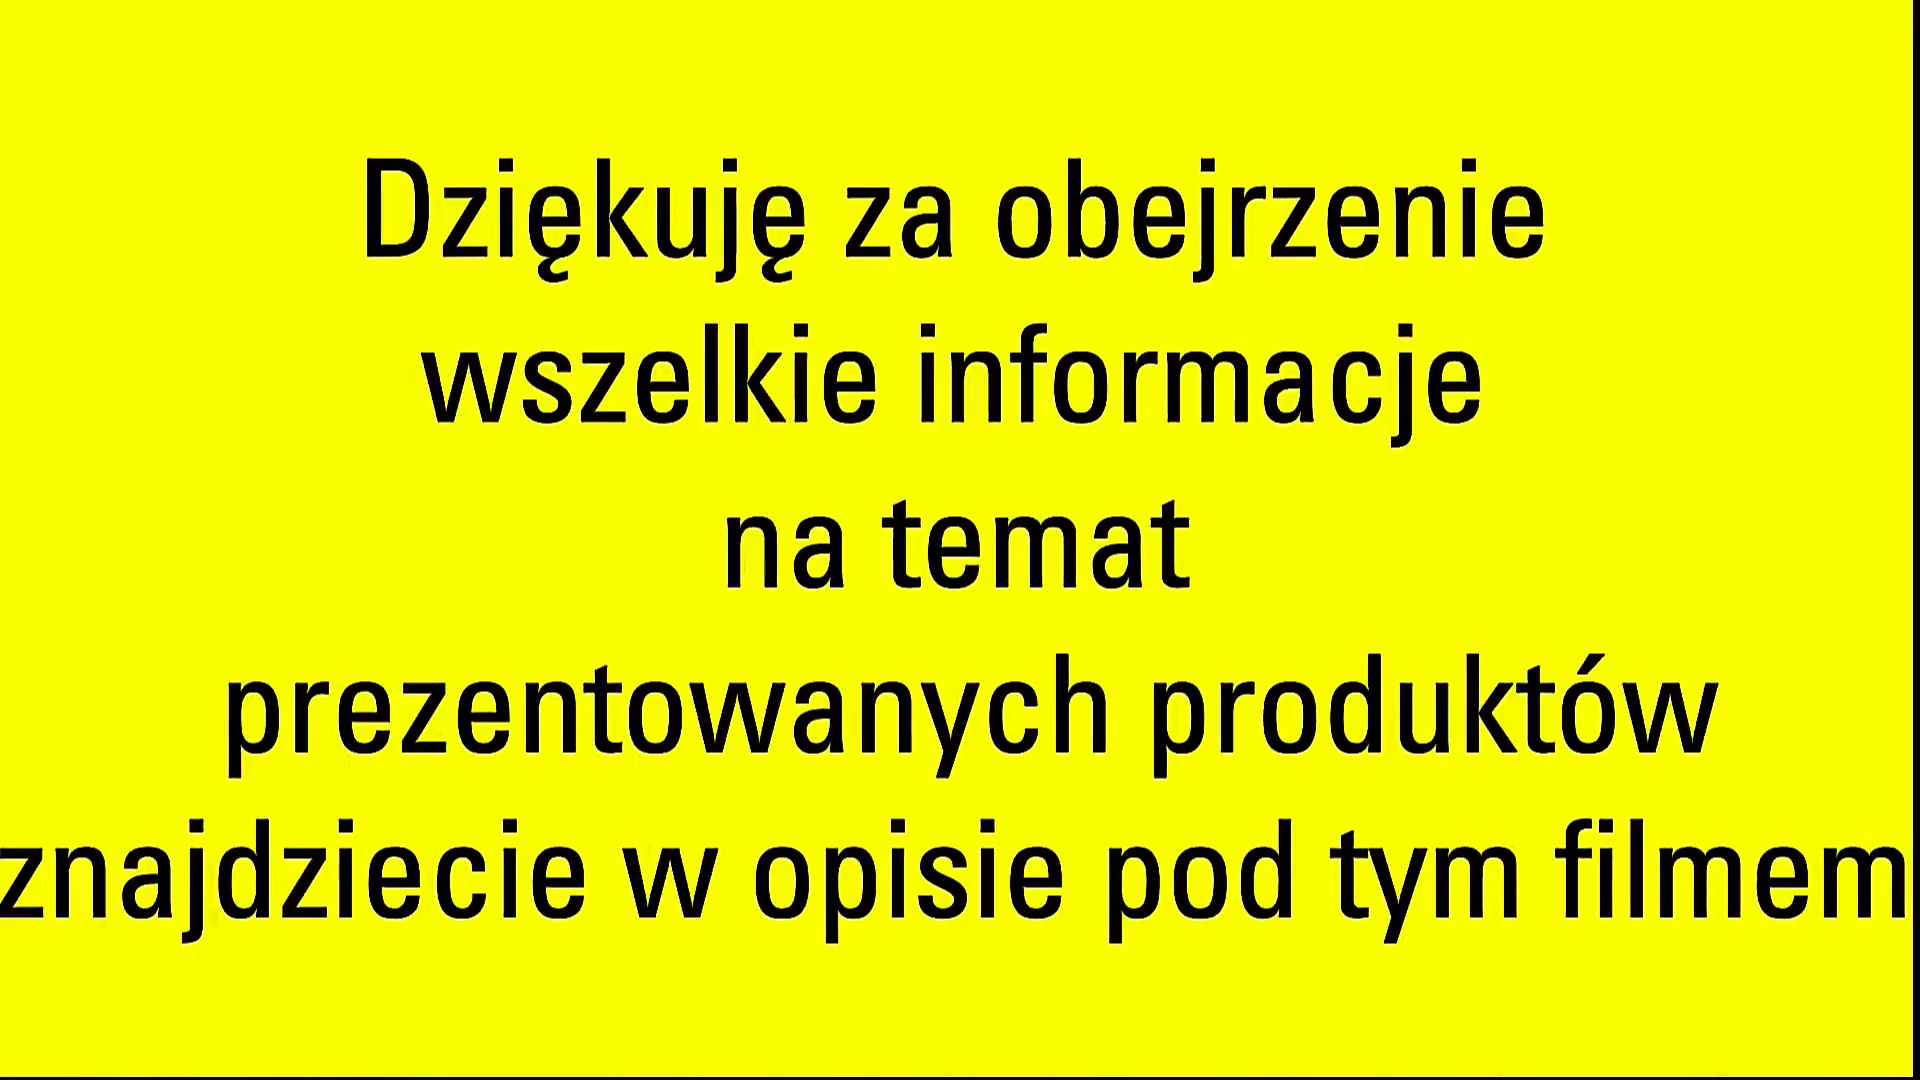 Dziękuję za obejrzenie
wszelkie informacje
na temat
prezentowanych produktów
znajdziecie w opisie pod tym filmem